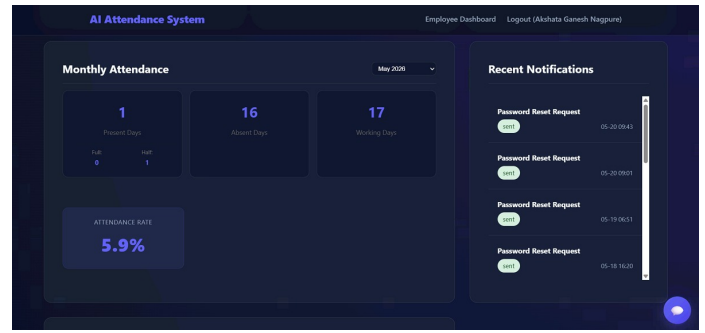 AI Attendance System
Employee Dashboard Logout (Akshata Ganesh Nagpure)
Monthly Attendance
May 2026
1
Present Days
Full:
0
Half:
1
16
Absent Days
17
Working Days
ATTENDANCE RATE
5.9%
Recent Notifications
Password Reset Request
sent
05-20 09:43
Password Reset Request
sent
05-20 09:01
Password Reset Request
sent
05-19 06:51
Password Reset Request
sent
05-18 16:20